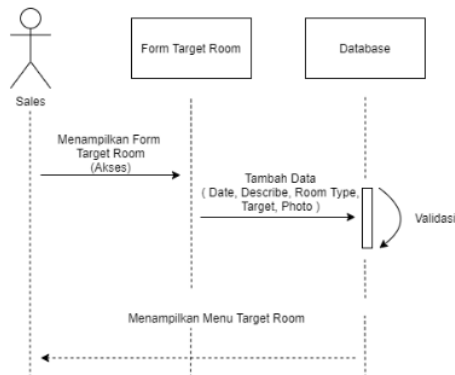 Form Target Room
Database
Sales
Menampilkan Form
Target Room
(Akses)
Tambah Data
( Date, Describe, Room Type,
Target, Photo )
Validasi
Menampilkan Menu Target Room